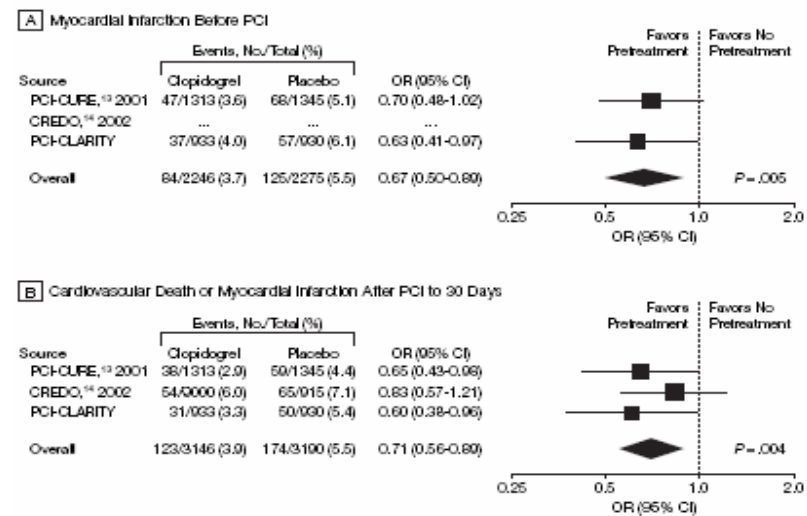 A Myocardial Infarction Before PCI
Events, No./Total (%)
Favors Pretreatment Favors No Pretreatment
Source Clopidogrel Placebo OR (95% CI)
PCI-CURE,13 2001 47/1313 (3.6) 68/1345 (5.1) 0.70 (0.48-1.02)
CREDO,14 2002 ... ... ...
PCI-CLARITY 37/933 (4.0) 57/930 (6.1) 0.63 (0.41-0.97)
Overall 84/2246 (3.7) 125/2275 (5.5) 0.67 (0.50-0.89) P=.005
0.25 0.5 1.0 2.0
OR (95% CI)
B Cardiovascular Death or Myocardial Infarction After PCI to 30 Days
Events, No./Total (%)
Favors Pretreatment Favors No Pretreatment
Source Clopidogrel Placebo OR (95% CI)
PCI-CURE,13 2001 38/1313 (2.9) 59/1345 (4.4) 0.65 (0.43-0.98)
CREDO,14 2002 54/9000 (6.0) 65/915 (7.1) 0.83 (0.57-1.21)
PCI-CLARITY 31/933 (3.3) 50/930 (5.4) 0.60 (0.38-0.96)
Overall 123/3146 (3.9) 174/3190 (5.5) 0.71 (0.56-0.89) P=.004
0.25 0.5 1.0 2.0
OR (95% CI)